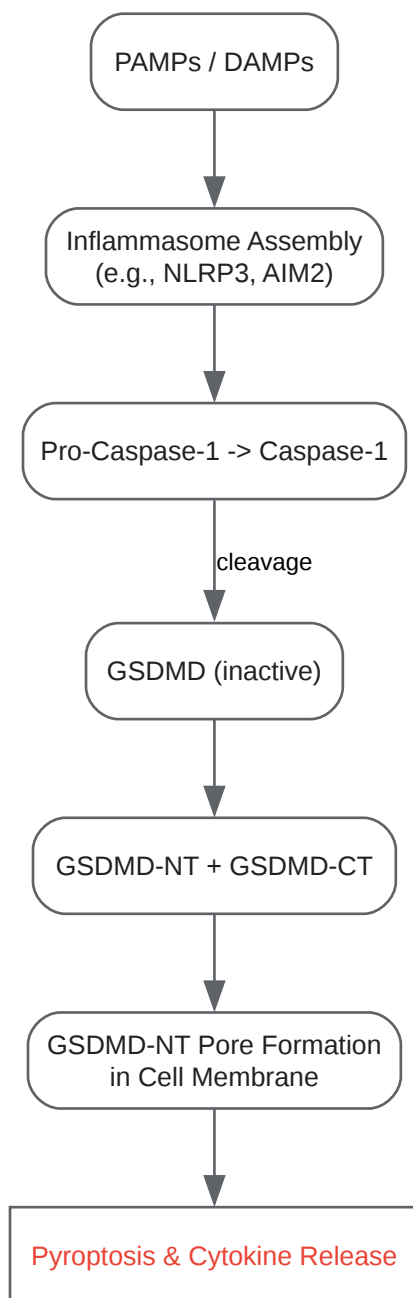 PAMPs / DAMPs
Inflammasome Assembly
(e.g., NLRP3, AIM2)
Pro-Caspase-1 -> Caspase-1
cleavage
GSDMD (inactive)
GSDMD-NT + GSDMD-CT
GSDMD-NT Pore Formation
in Cell Membrane
Pyroptosis & Cytokine Release